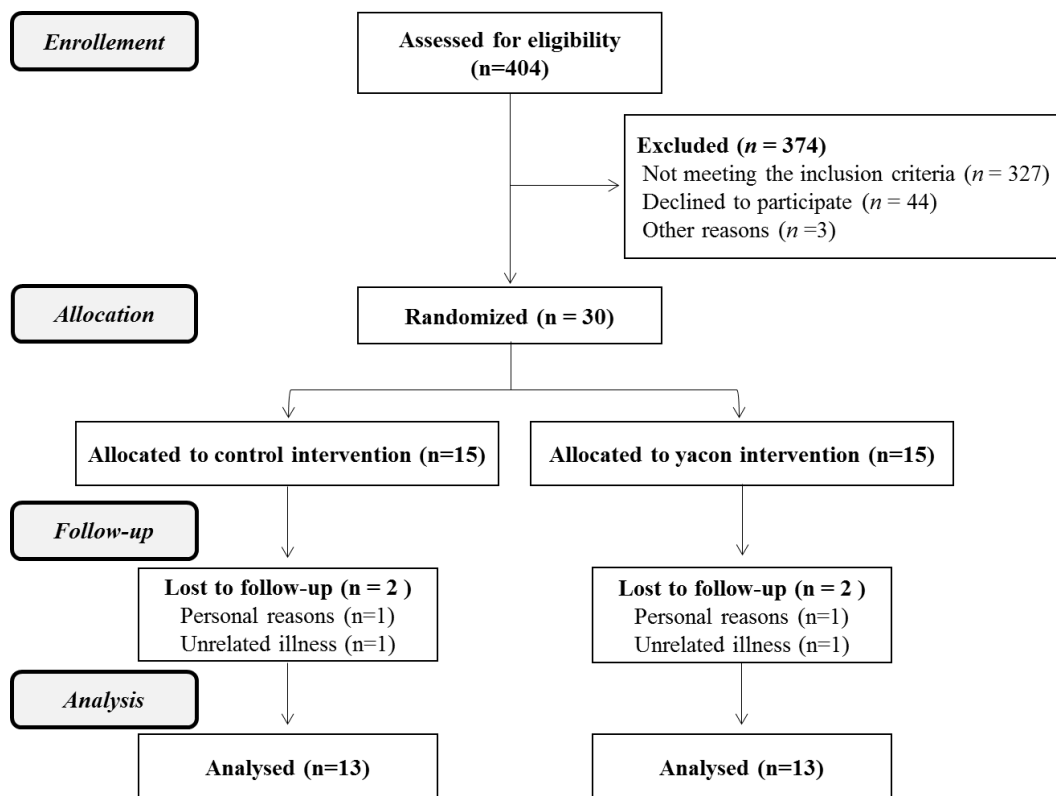 Enrollement
Assessed for eligibility
(n=404)
Excluded (n = 374)
Not meeting the inclusion criteria (n = 327)
Declined to participate (n = 44)
Other reasons (n =3)
Allocation
Randomized (n = 30)
Allocated to control intervention (n=15)
Allocated to yacon intervention (n=15)
Follow-up
Lost to follow-up (n = 2 )
Personal reasons (n=1)
Unrelated illness (n=1)
Lost to follow-up (n = 2 )
Personal reasons (n=1)
Unrelated illness (n=1)
Analysis
Analysed (n=13)
Analysed (n=13)